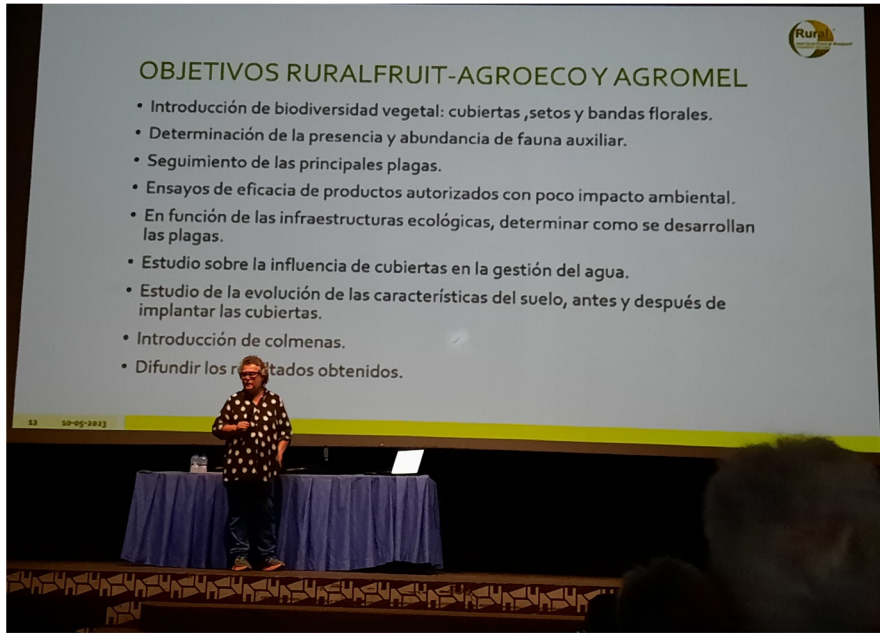 Rural
OBJETIVOS RURALFRUIT-AGROECO Y AGROMEL
• Introducción de biodiversidad vegetal: cubiertas ,setos y bandas florales.
• Determinación de la presencia y abundancia de fauna auxiliar.
• Seguimiento de las principales plagas.
• Ensayos de eficacia de productos autorizados con poco impacto ambiental.
• En función de las infraestructuras ecológicas, determinar como se desarrollan
las plagas.
• Estudio sobre la influencia de cubiertas en la gestión del agua.
• Estudio de la evolución de las características del suelo, antes y después de
implantar las cubiertas.
• Introducción de colmenas.
• Difundir los resultados obtenidos.
12 10-05-2023